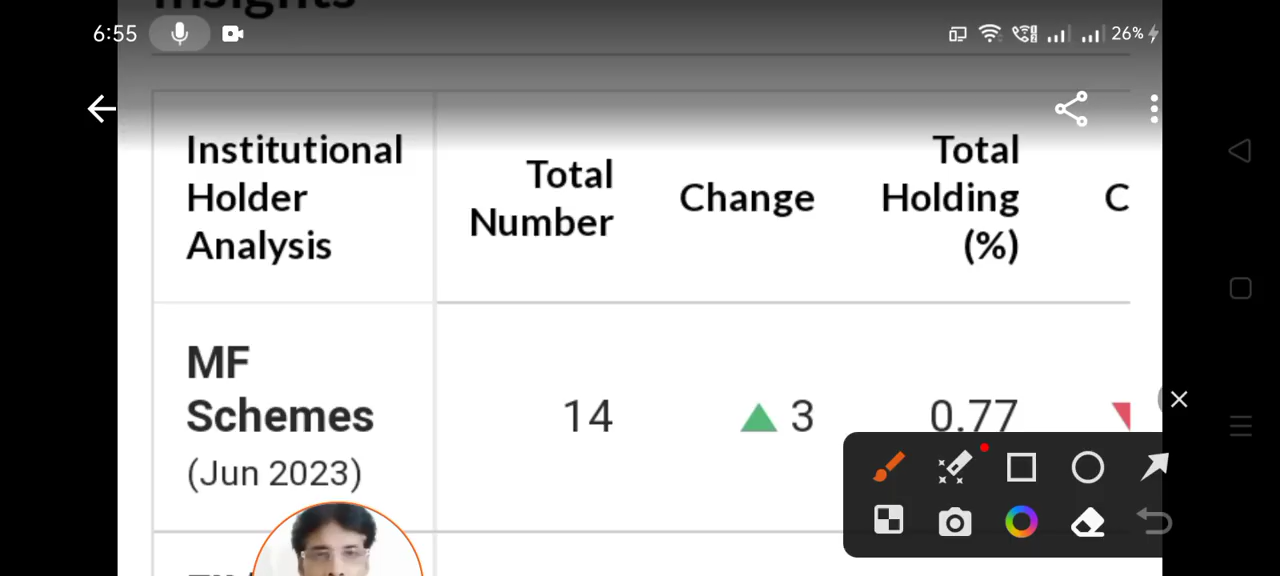 Insights
6:55
26%
Institutional
Holder
Analysis
Total
Number
Change
Total
Holding
(%)
C
MF
Schemes
(Jun 2023)
14
3
0.77